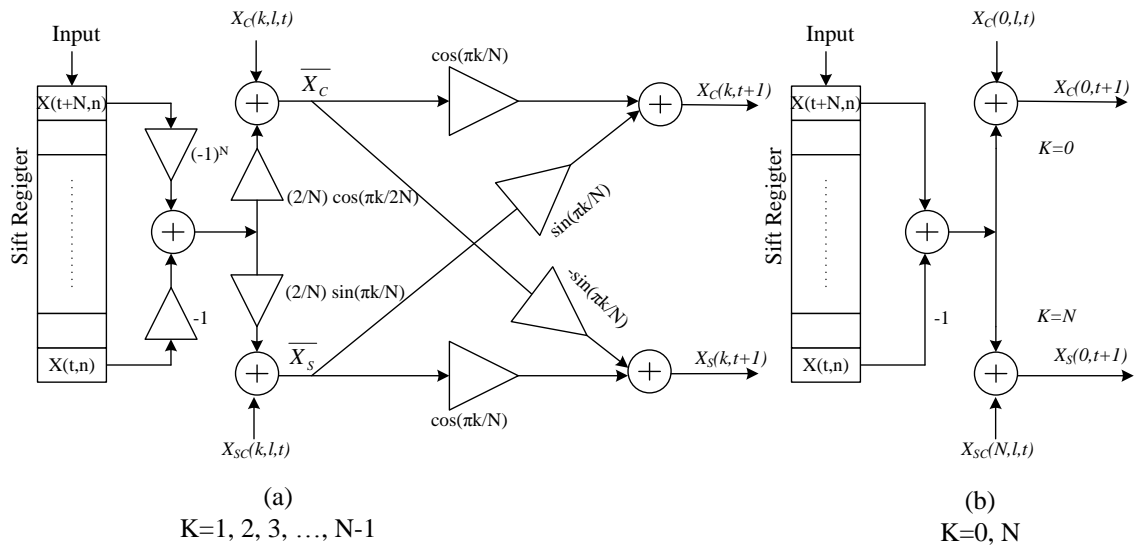 X_C(k,l,t)
Input
X(t+N,n)
Sift Regigter
X(t,n)
(-1)^N
-1
(2/N) cos(πk/2N)
(2/N) sin(πk/N)
X̅_C
X̅_S
X_SC(k,l,t)
cos(πk/N)
sin(πk/N)
-sin(πk/N)
cos(πk/N)
X_C(k,t+1)
X_S(k,t+1)
(a)
K=1, 2, 3, …, N-1
Input
X(t+N,n)
Sift Regigter
X(t,n)
-1
X_C(0,l,t)
X_C(0,t+1)
K=0
K=N
X_S(0,t+1)
X_SC(N,l,t)
(b)
K=0, N